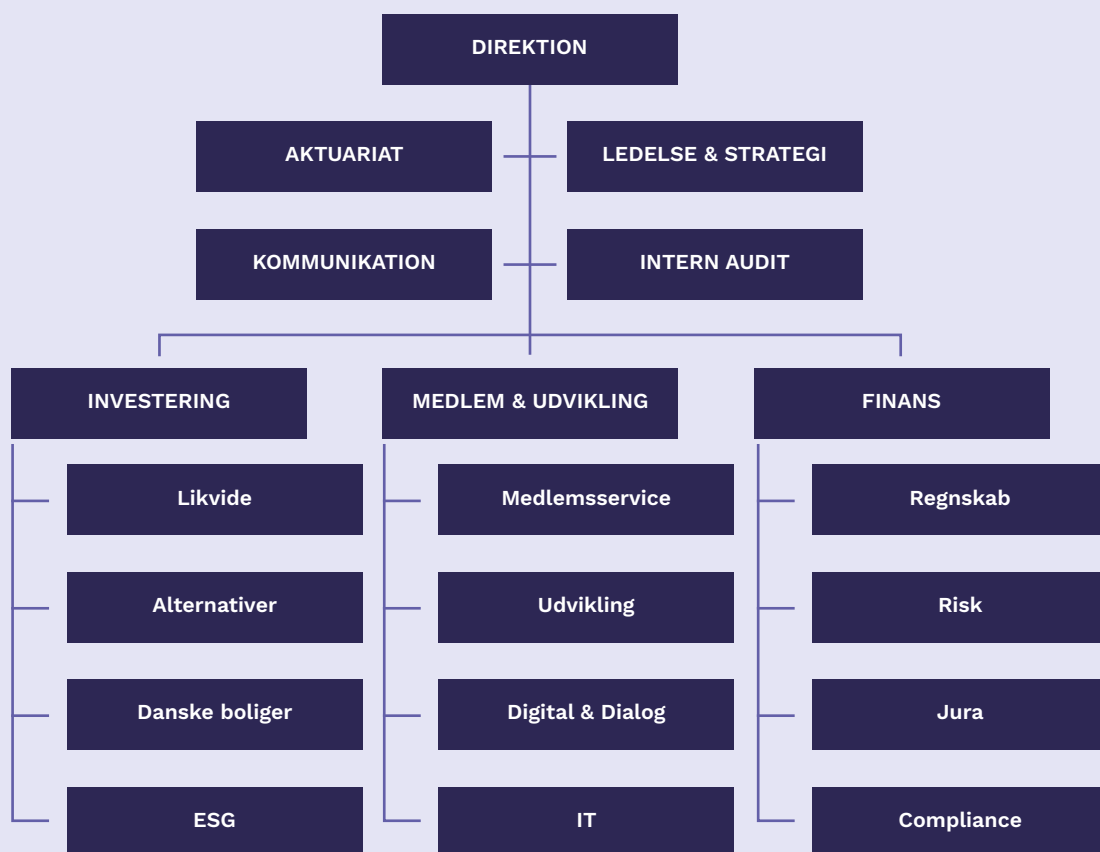 DIREKTION
AKTUARIAT
LEDELSE & STRATEGI
KOMMUNIKATION
INTERN AUDIT
INVESTERING
MEDLEM & UDVIKLING
FINANS
Likvide
Medlemsservice
Regnskab
Alternativer
Udvikling
Risk
Danske boliger
Digital & Dialog
Jura
ESG
IT
Compliance